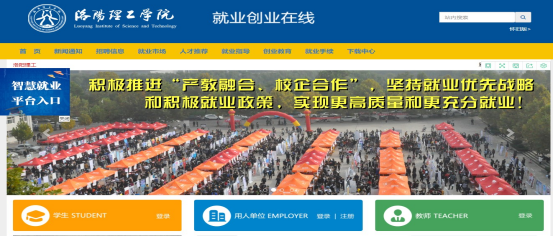 洛阳理工学院
Luoyang Institute of Science and Technology
就业创业在线
站内搜索
首 页 新闻通知 招聘信息 就业市场 人才推荐 就业指导 创业教育 就业手续 下载中心
洛阳理工
智慧就业
平台入口
积极推进“产教融合、校企合作”，坚持就业优先战略
和积极就业政策，实现更高质量和更充分就业！
学生 STUDENT 登录
用人单位 EMPLOYER 登录 | 注册
教师 TEACHER 登录